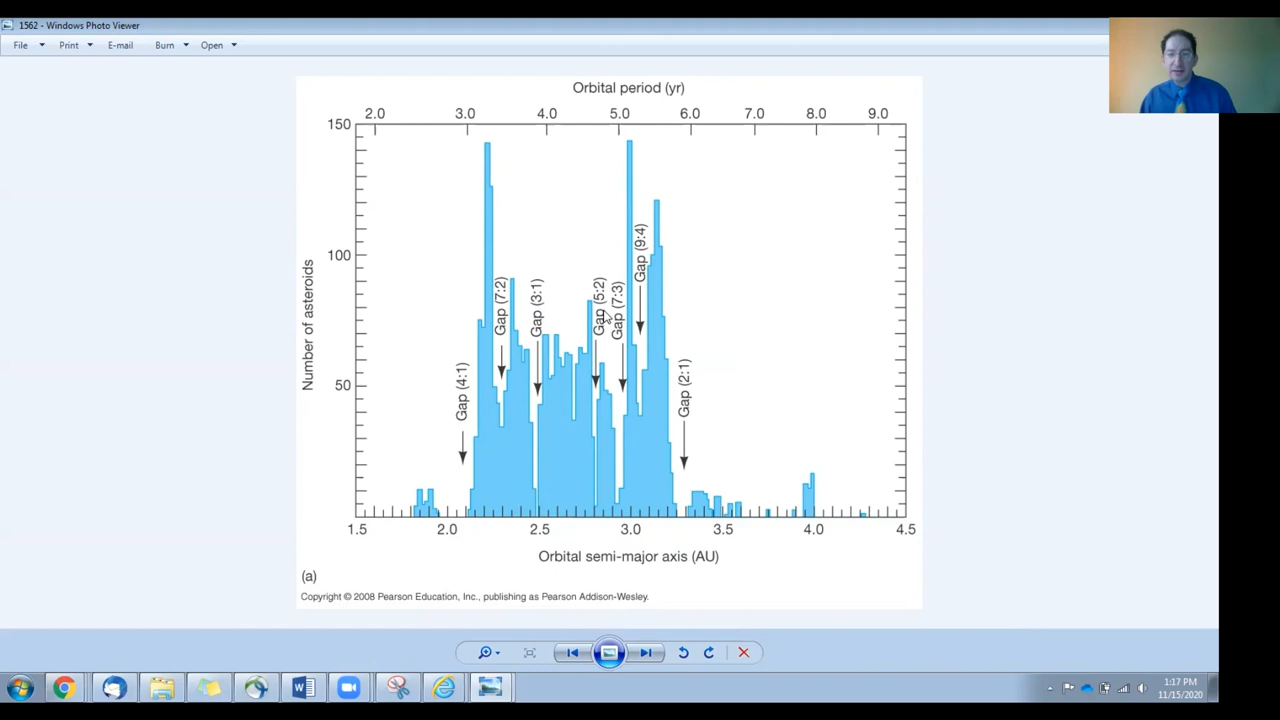 1562 - Windows Photo Viewer
File Print E-mail Burn Open
Orbital period (yr)
2.0 3.0 4.0 5.0 6.0 7.0 8.0 9.0
150
100
50
Number of asteroids
Gap (4:1)
Gap (7:2)
Gap (3:1)
Gap (5:2)
Gap (7:3)
Gap (9:4)
Gap (2:1)
1.5 2.0 2.5 3.0 3.5 4.0 4.5
Orbital semi-major axis (AU)
(a)
Copyright © 2008 Pearson Education, Inc., publishing as Pearson Addison-Wesley.
1:17 PM
11/15/2020